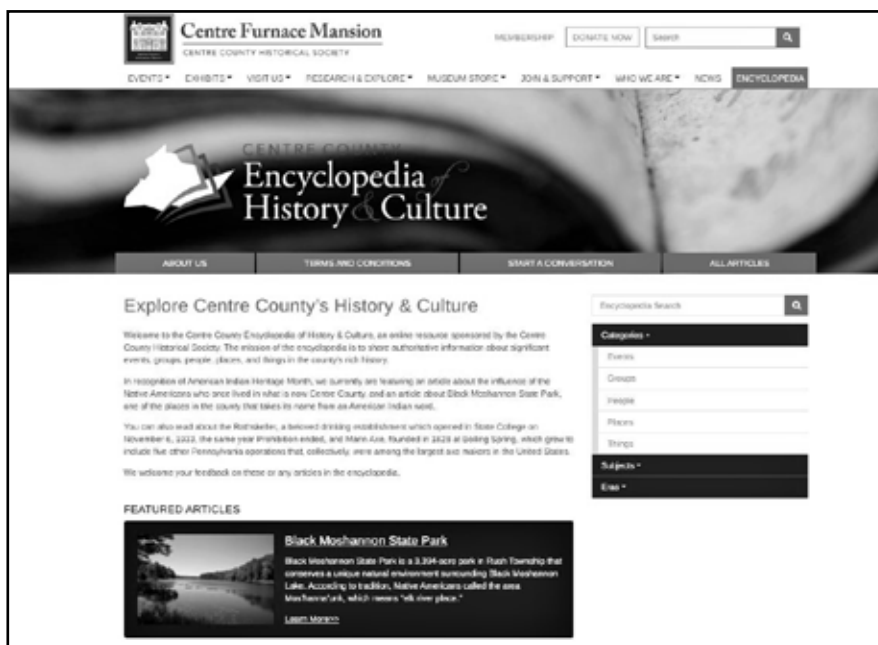 Centre Furnace Mansion
CENTRE COUNTY HISTORICAL SOCIETY
MEMBERSHIP
DONATE NOW
Search
EVENTS
EXHIBITS
VISIT US
RESEARCH & EXPLORE
MUSEUM STORE
JOIN & SUPPORT
WHO WE ARE
NEWS
ENCYCLOPEDIA
CENTRE COUNTY
Encyclopedia of
History & Culture
ABOUT US
TERMS AND CONDITIONS
START A CONVERSATION
ALL ARTICLES
Explore Centre County's History & Culture
Welcome to the Centre County Encyclopedia of History & Culture, an online resource sponsored by the Centre
County Historical Society. The mission of the encyclopedia is to share authoritative information about significant
events, groups, people, places, and things in the county's rich history.
In recognition of American Indian Heritage Month, we currently are featuring an article about the influence of the
Native Americans who once lived in what is now Centre County, and an article about Black Moshannon State Park,
one of the places in the county that takes its name from an American Indian word.
You can also read about the Rathskeller, a beloved drinking establishment which opened in State College on
November 9, 1933, the same year Prohibition ended, and Mann Axe, founded in 1828 at Boiling Spring, which grew to
include five other Pennsylvania operations that, collectively, were among the largest axe makers in the United States.
We welcome your feedback on these or any articles in the encyclopedia.
Encyclopedia Search
Categories
Events
Groups
People
Places
Things
Subjects
Eras
FEATURED ARTICLES
Black Moshannon State Park
Black Moshannon State Park is a 3,394-acre park in Rush Township that
conserves a unique natural environment surrounding Black Moshannon
Lake. According to tradition, Native Americans called the area
which means "elk river place."
Learn More>>